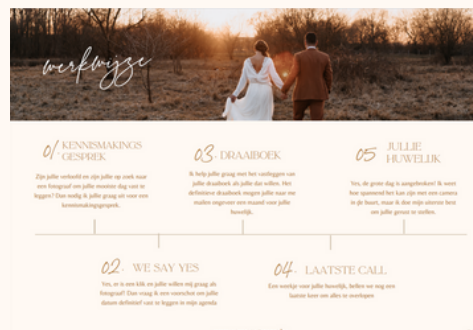 werkwijze
01 KENNISMAKINGS
GESPREK
Zijn jullie verloofd en zijn jullie op zoek naar
een fotograaf om jullie mooiste dag vast te
leggen? Dan nodig ik jullie graag uit voor een
kennismakingsgesprek.
03. DRAAIBOEK
Ik help jullie graag met het vastleggen van
jullie draaiboek als jullie dat willen. Het
definitieve draaiboek mogen jullie naar me
mailen ongeveer een maand voor jullie
huwelijk.
05 JULLIE
HUWELIJK
Yes, de grote dag is aangebroken! Ik weet
hoe spannend het kan zijn met een camera
in je buurt, maar ik doe mijn uiterste best
om jullie gerust te stellen.
02. WE SAY YES
Yes, er is een klik en jullie willen mij graag als
fotograaf! Dan vraag ik een voorschot om jullie
datum definitief vast te leggen in mijn agenda
04. LAATSTE CALL
Een weekje voor jullie huwelijk, bellen we nog een
laatste keer om alles te overlopen